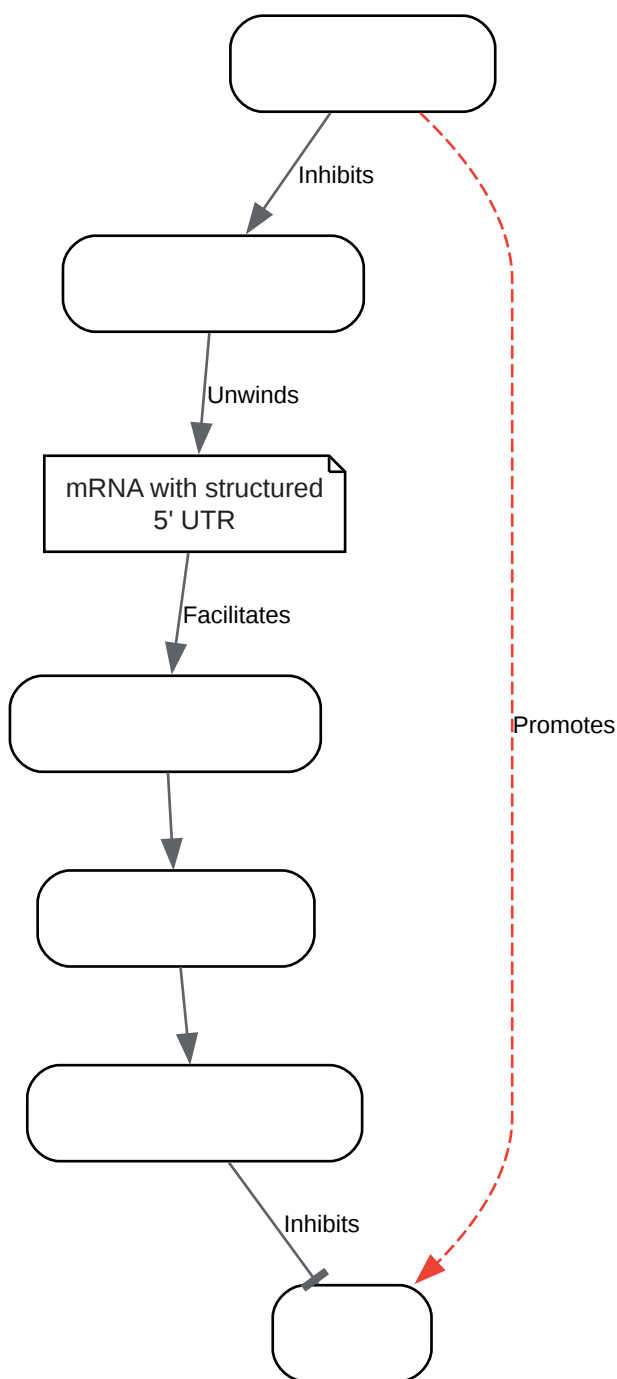 Inhibits
Unwinds
mRNA with structured
5' UTR
Facilitates
Promotes
Inhibits